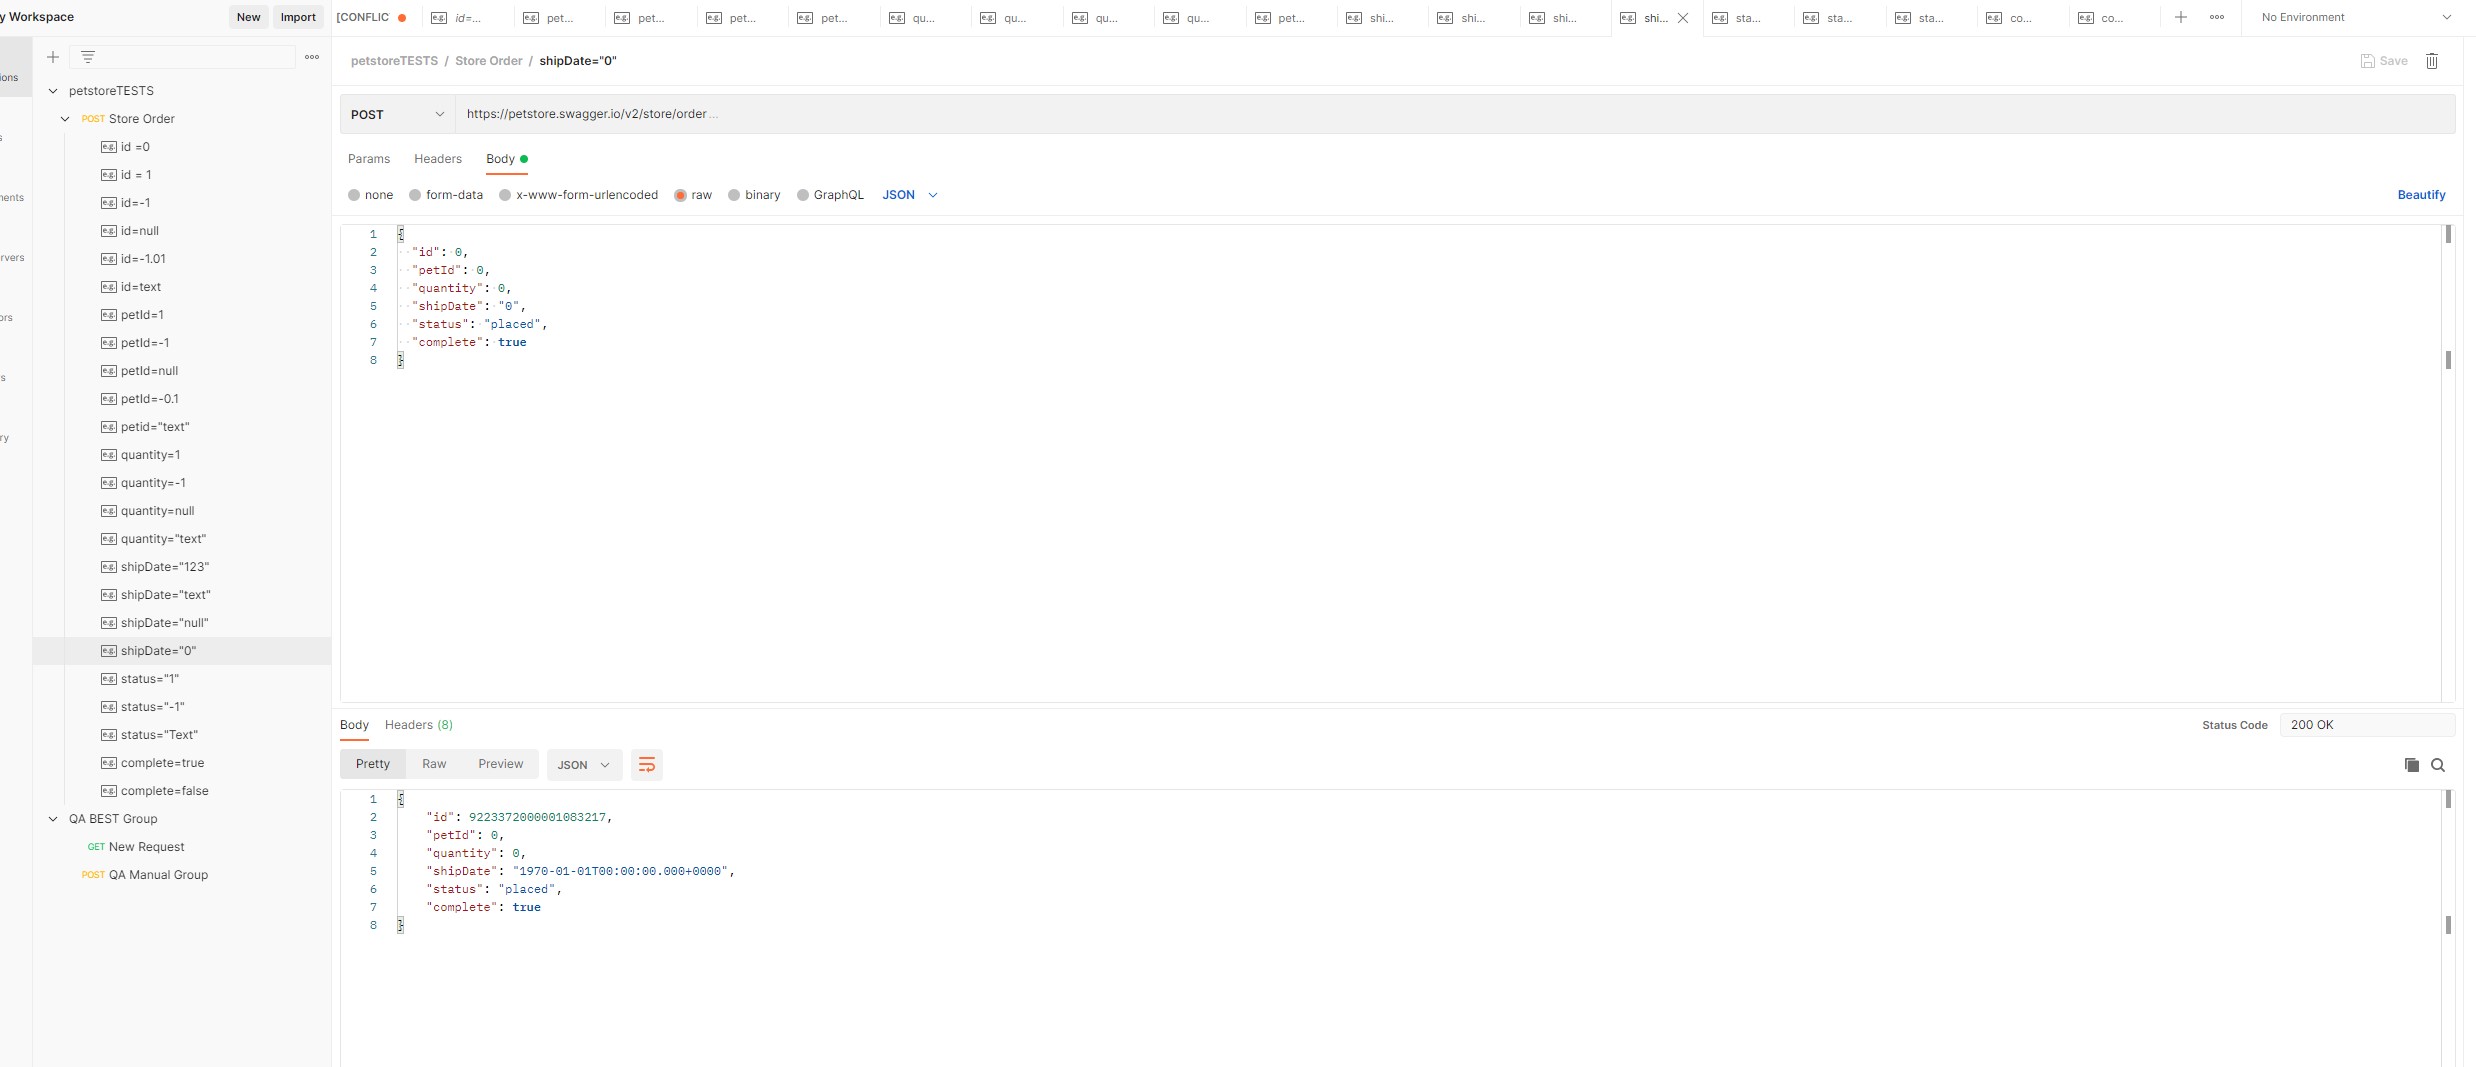 y Workspace
New
Import
[CONFLIC
id=...
pet...
pet...
pet...
pet...
qu...
qu...
qu...
qu...
pet...
shi...
shi...
shi...
shi...
sta...
sta...
sta...
co...
co...
No Environment
ions
s
nents
rvers
ors
s
ry
petstoreTESTS
POST Store Order
e.g. id =0
e.g. id = 1
e.g. id=-1
e.g. id=null
e.g. id=-1.01
e.g. id=text
e.g. petId=1
e.g. petId=-1
e.g. petId=null
e.g. petId=-0.1
e.g. petid="text"
e.g. quantity=1
e.g. quantity=-1
e.g. quantity=null
e.g. quantity="text"
e.g. shipDate="123"
e.g. shipDate="text"
e.g. shipDate="null"
e.g. shipDate="0"
e.g. status="1"
e.g. status="-1"
e.g. status="Text"
e.g. complete=true
e.g. complete=false
QA BEST Group
GET New Request
POST QA Manual Group
petstoreTESTS / Store Order / shipDate="0"
Save
POST
https://petstore.swagger.io/v2/store/order...
Params
Headers
Body
none
form-data
x-www-form-urlencoded
raw
binary
GraphQL
JSON
Beautify
1 {
2 "id": 0,
3 "petId": 0,
4 "quantity": 0,
5 "shipDate": "0",
6 "status": "placed",
7 "complete": true
8 }
Body
Headers (8)
Status Code
200 OK
Pretty
Raw
Preview
JSON
1 {
2 "id": 9223372000001083217,
3 "petId": 0,
4 "quantity": 0,
5 "shipDate": "1970-01-01T00:00:00.000+0000",
6 "status": "placed",
7 "complete": true
8 }